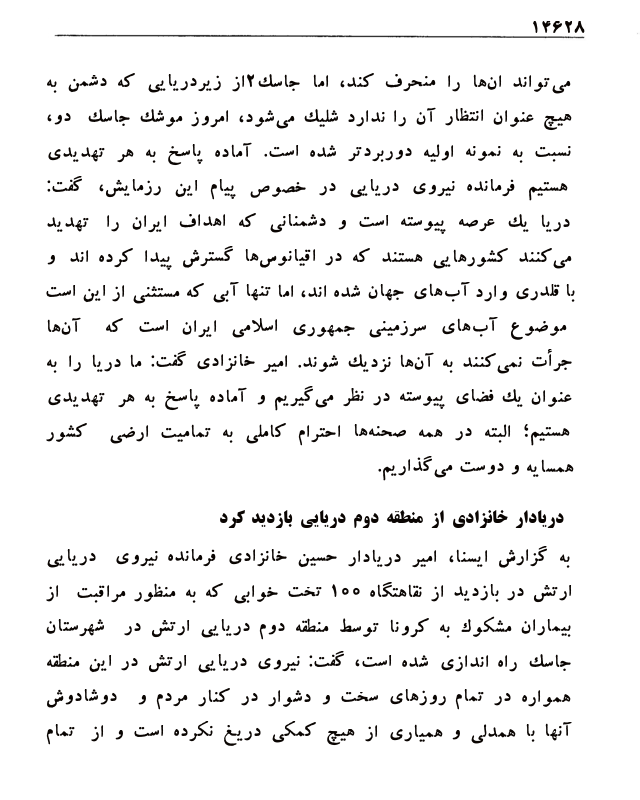 ۱۴۶۲۸
می‌تواند ان‌ها را منحرف کند، اما جاسك۲از زیردریایی که دشمن به
هیچ عنوان انتظار آن را ندارد شلیك می‌شود، امروز موشك جاسك دو،
نسبت به نمونه اولیه دوربردتر شده است. آماده پاسخ به هر تهدیدی
هستیم فرمانده نیروی دریایی در خصوص پیام این رزمایش، گفت:
دریا یك عرصه پیوسته است و دشمنانی که اهداف ایران را تهدید
می‌کنند کشورهایی هستند که در اقیانوس‌ها گسترش پیدا کرده اند و
با قلدری وارد آب‌های جهان شده اند، اما تنها آبی که مستثنی از این است
موضوع آب‌های سرزمینی جمهوری اسلامی ایران است که آن‌ها
جرأت نمی‌کنند به آن‌ها نزدیك شوند. امیر خانزادی گفت: ما دریا را به
عنوان یك فضای پیوسته در نظر می‌گیریم و آماده پاسخ به هر تهدیدی
هستیم؛ البته در همه صحنه‌ها احترام کاملی به تمامیت ارضی کشور
همسایه و دوست می‌گذاریم.
دریادار خانزادی از منطقه دوم دریایی بازدید کرد
به گزارش ایسنا، امیر دریادار حسین خانزادی فرمانده نیروی دریایی
ارتش در بازدید از نقاهتگاه ۱۰۰ تخت خوابی که به منظور مراقبت از
بیماران مشکوك به کرونا توسط منطقه دوم دریایی ارتش در شهرستان
جاسك راه اندازی شده است، گفت: نیروی دریایی ارتش در این منطقه
همواره در تمام روزهای سخت و دشوار در کنار مردم و دوشادوش
آنها با همدلی و همیاری از هیچ کمکی دریغ نکرده است و از تمام